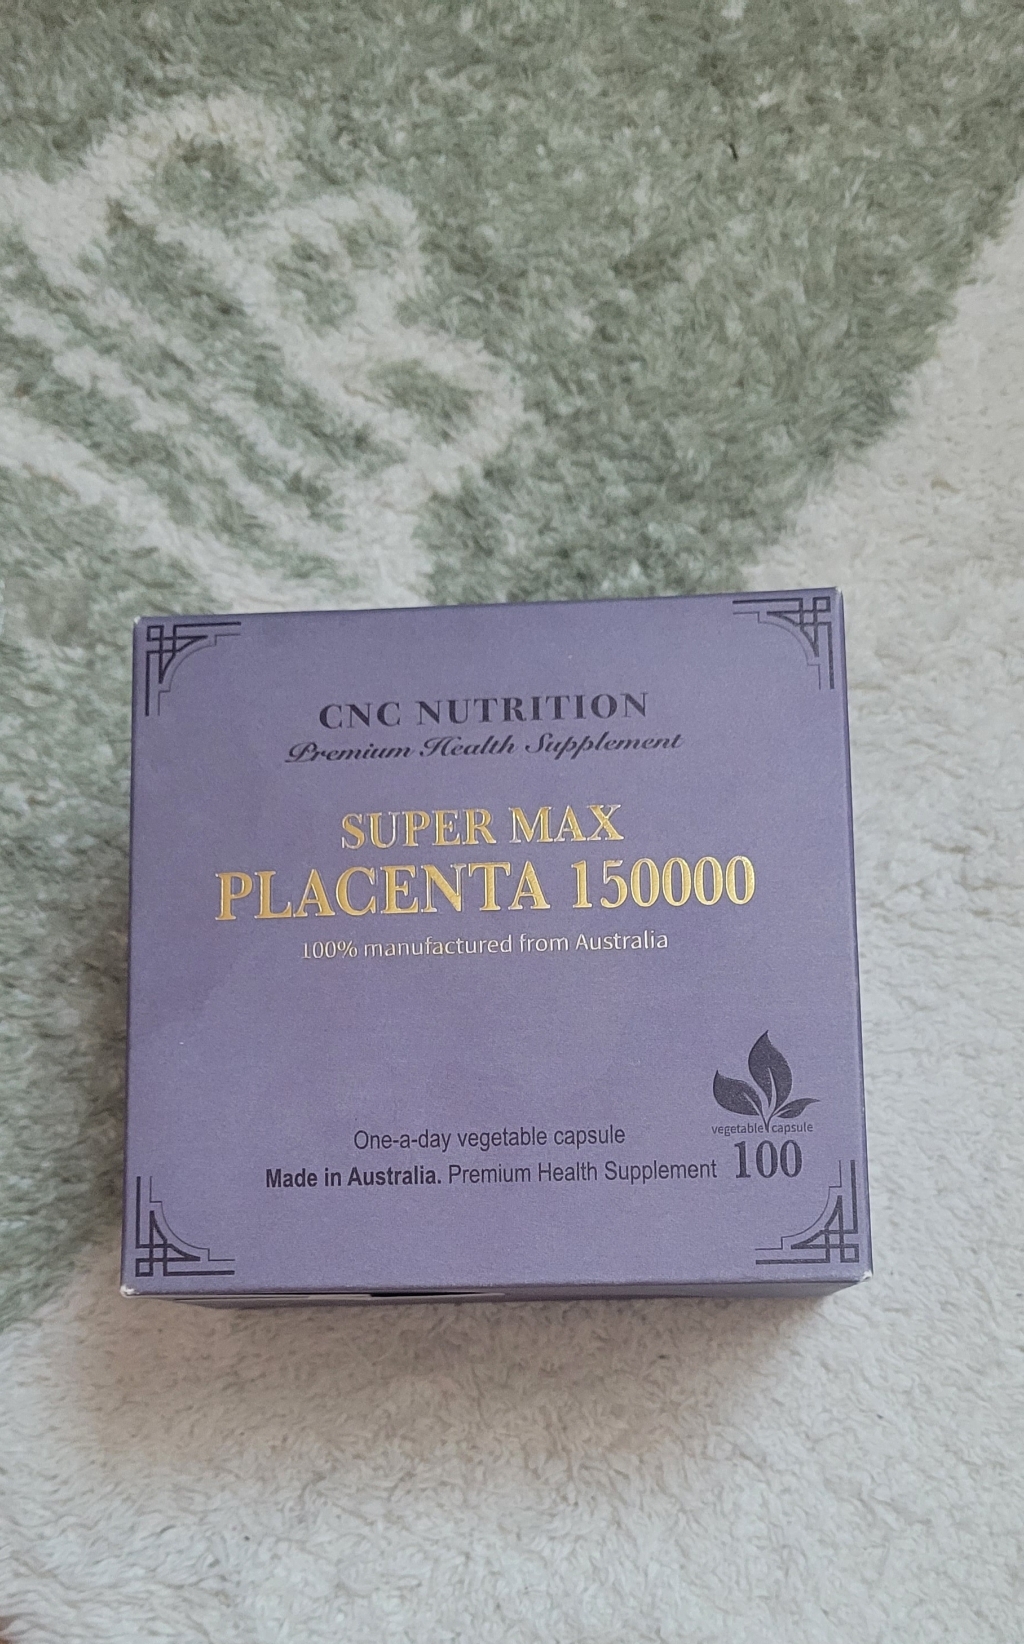 CNC NUTRITION
Premium Health Supplement
SUPER MAX
PLACENTA 150000
100% manufactured from Australia
One-a-day vegetable capsule
Made in Australia. Premium Health Supplement
vegetable capsule
100